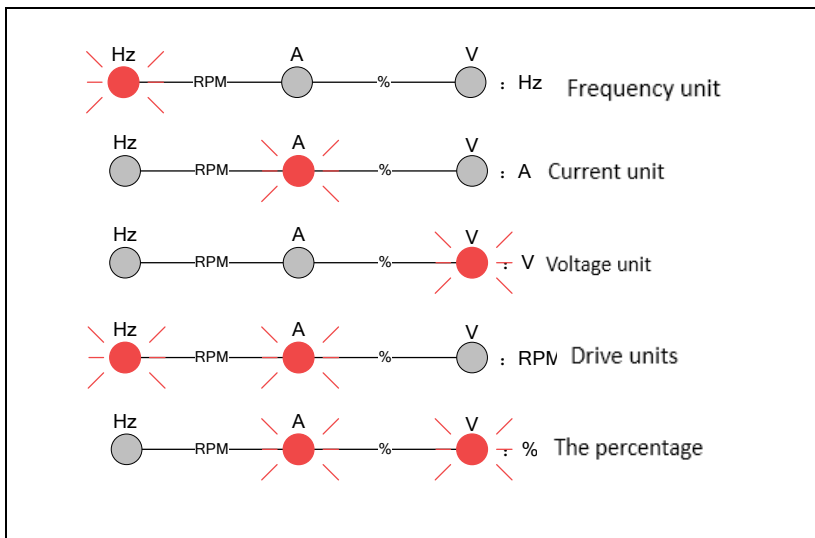 Hz A V
RPM % : Hz Frequency unit
Hz A V
RPM % : A Current unit
Hz A V
RPM % : V Voltage unit
Hz A V
RPM % : RPM Drive units
Hz A V
RPM % : % The percentage